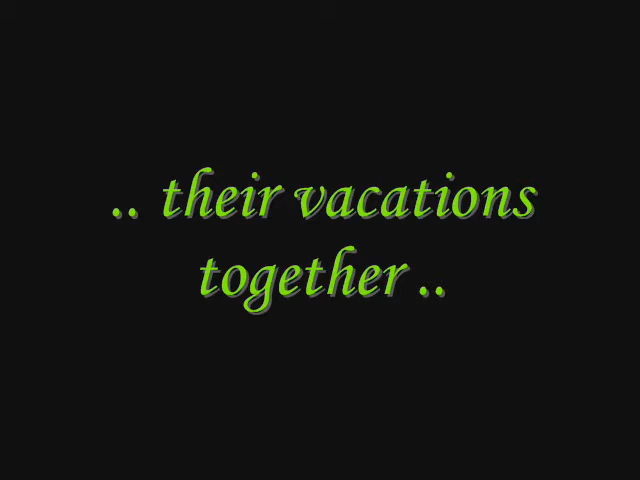 .. their vacations
together ..